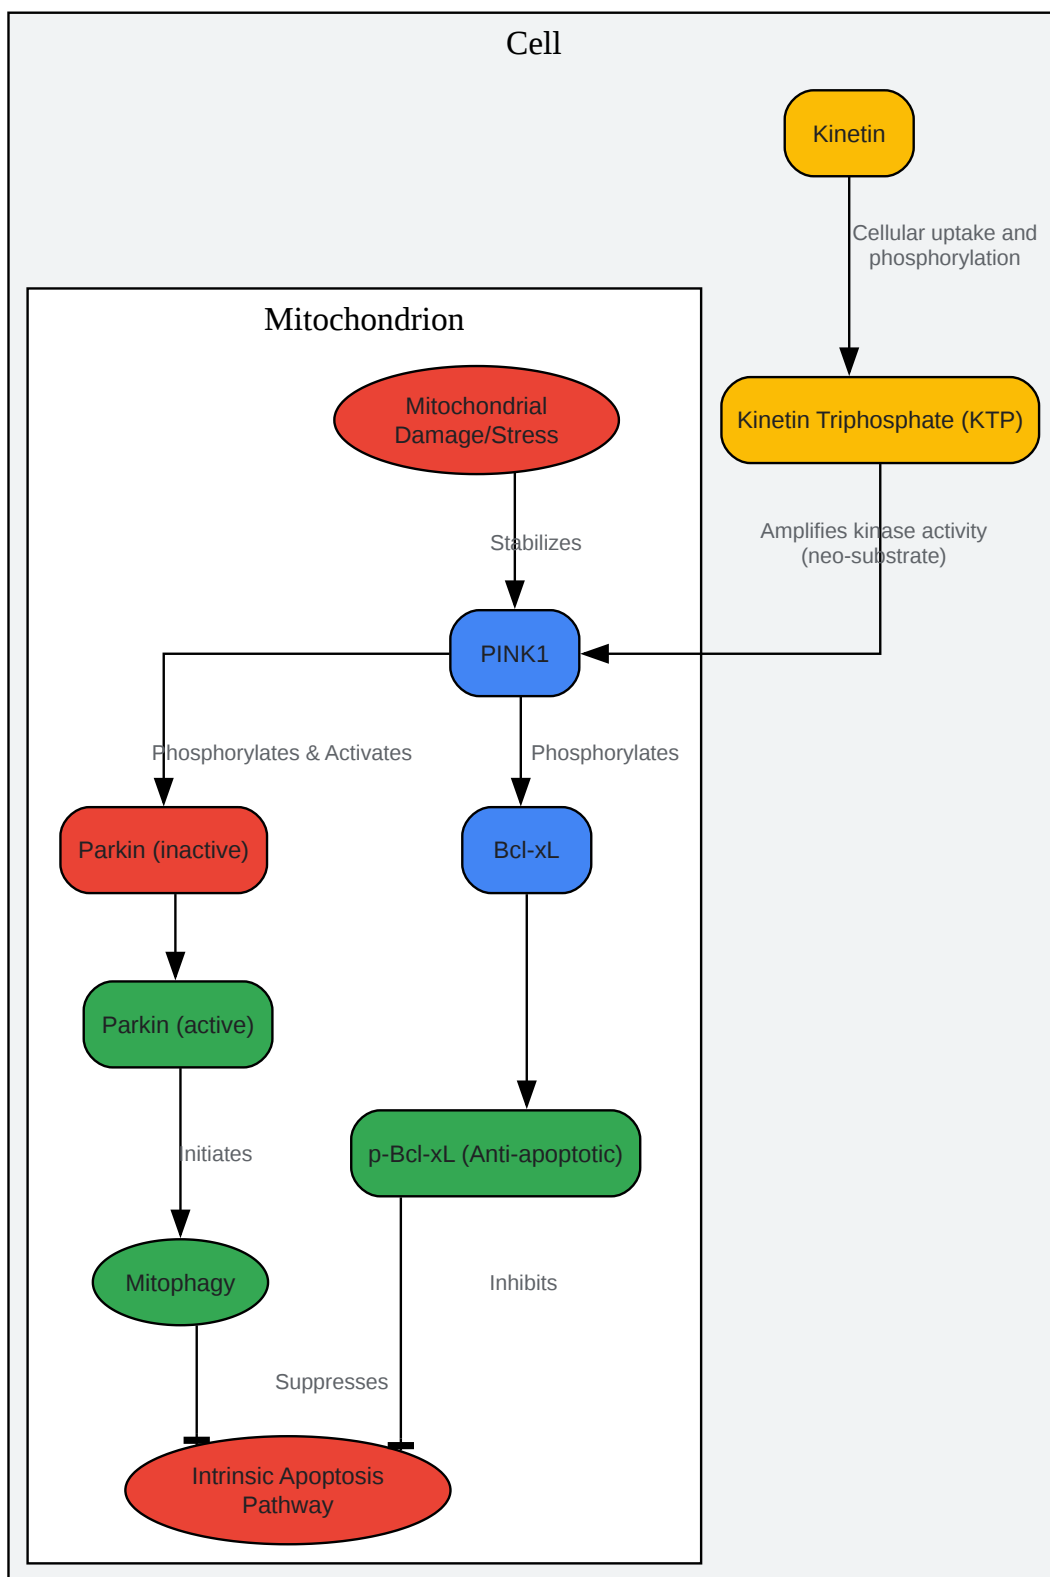 Cell
Kinetin
Cellular uptake and
phosphorylation
Mitochondrion
Mitochondrial
Damage/Stress
Kinetin Triphosphate (KTP)
Stabilizes
Amplifies kinase activity
(neo-substrate)
PINK1
Phosphorylates & Activates
Phosphorylates
Parkin (inactive)
Bcl-xL
Parkin (active)
Initiates
p-Bcl-xL (Anti-apoptotic)
Mitophagy
Inhibits
Suppresses
Intrinsic Apoptosis
Pathway